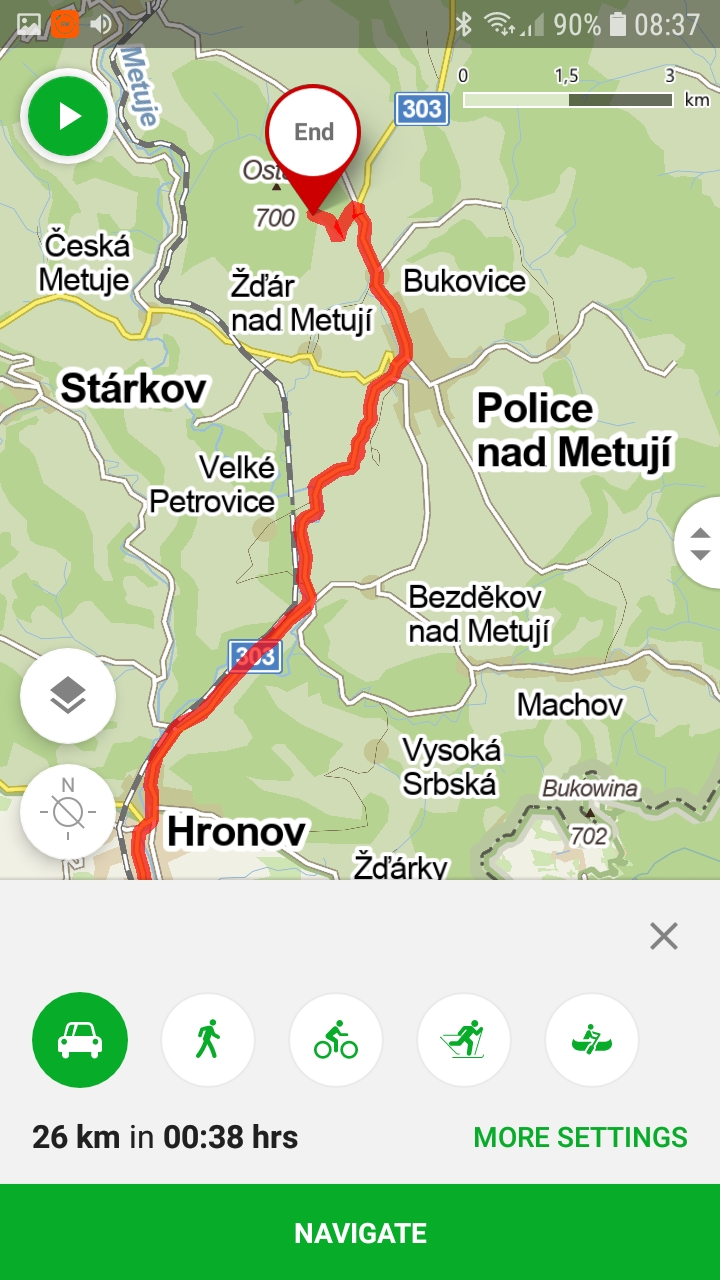 90% 08:37
Metuje
0 1,5 3
km
303
End
Ost
700
Česká
Metuje
Žďár
nad Metují
Bukovice
Stárkov
Police
nad Metují
Velké
Petrovice
Bezděkov
nad Metují
303
Machov
Vysoká
Srbská
Bukowina
702
N
Hronov
Žďárky
26 km in 00:38 hrs
MORE SETTINGS
NAVIGATE